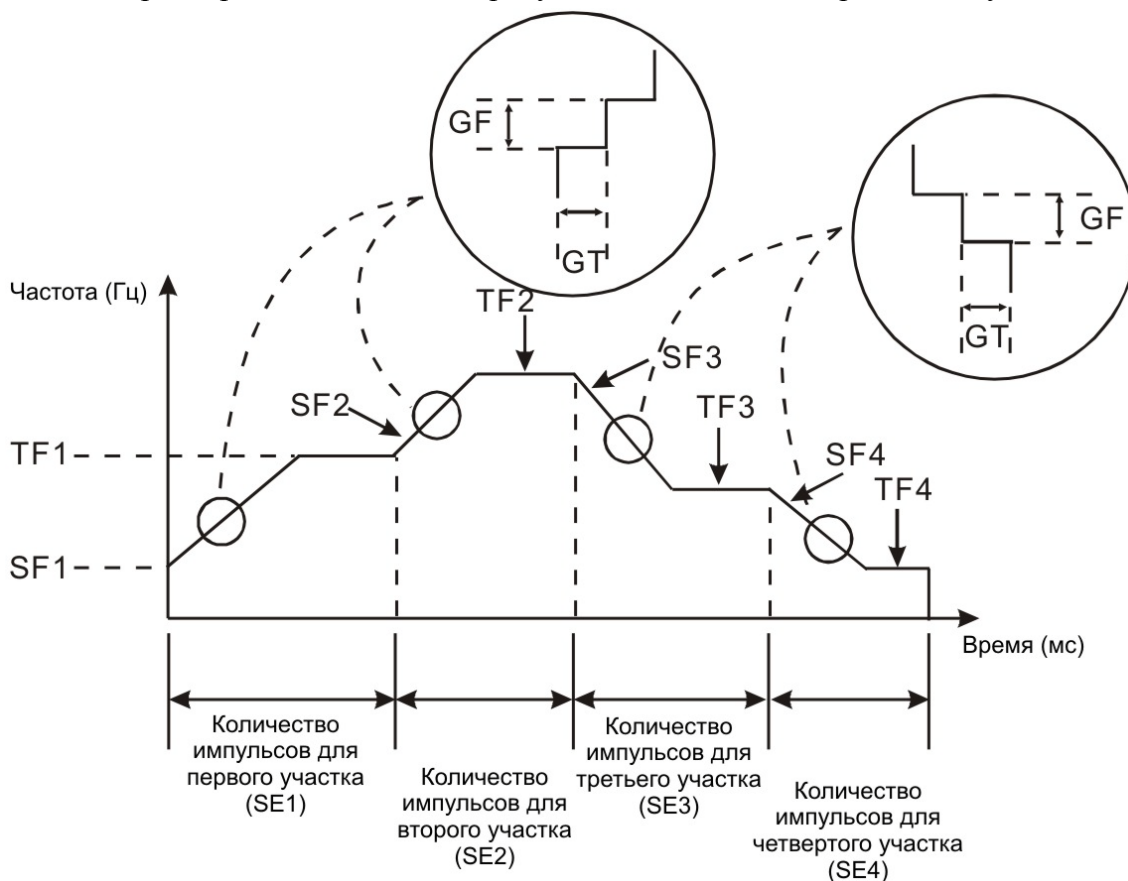 GF
GT
GF
GT
Частота (Гц)
TF2
SF3
SF2
TF3
TF1
SF4
TF4
SF1
Время (мс)
Количество
импульсов для
первого участка
(SE1)
Количество
импульсов для
второго участка
(SE2)
Количество
импульсов для
третьего участка
(SE3)
Количество
импульсов для
четвертого участка
(SE4)